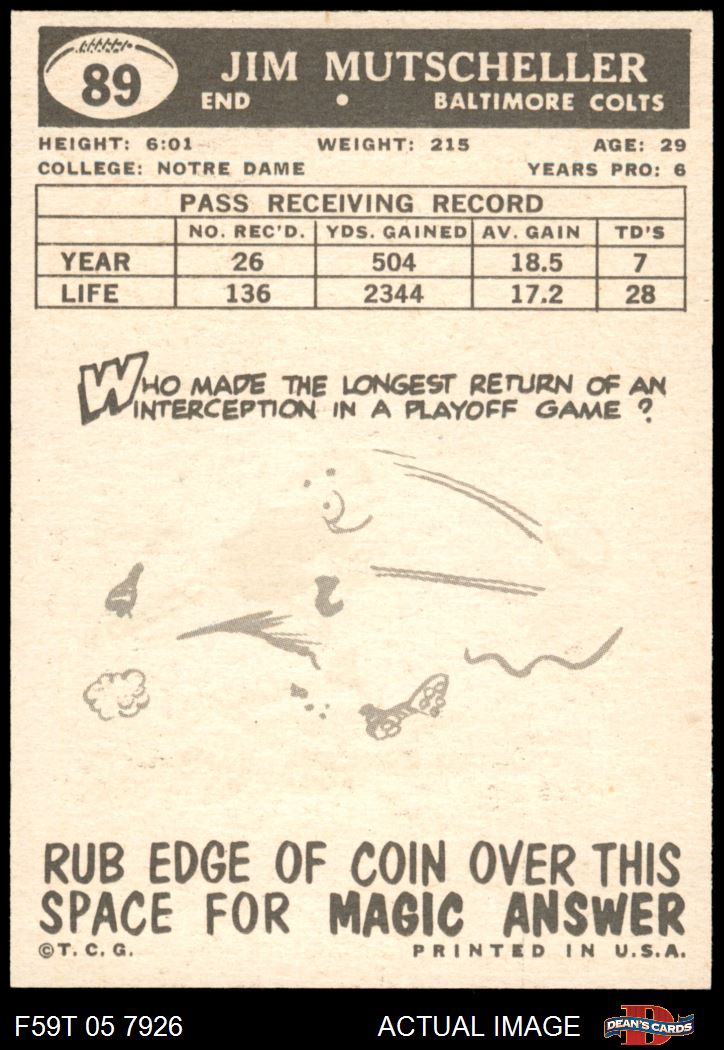 89
JIM MUTSCHELLER
END • BALTIMORE COLTS
HEIGHT: 6:01 WEIGHT: 215 AGE: 29
COLLEGE: NOTRE DAME YEARS PRO: 6
PASS RECEIVING RECORD
NO. REC'D. YDS. GAINED AV. GAIN TD'S
YEAR 26 504 18.5 7
LIFE 136 2344 17.2 28
WHO MADE THE LONGEST RETURN OF AN
INTERCEPTION IN A PLAYOFF GAME ?
RUB EDGE OF COIN OVER THIS
SPACE FOR MAGIC ANSWER
©T. C. G. PRINTED IN U.S.A.
F59T 05 7926 ACTUAL IMAGE D DEAN'S CARDS